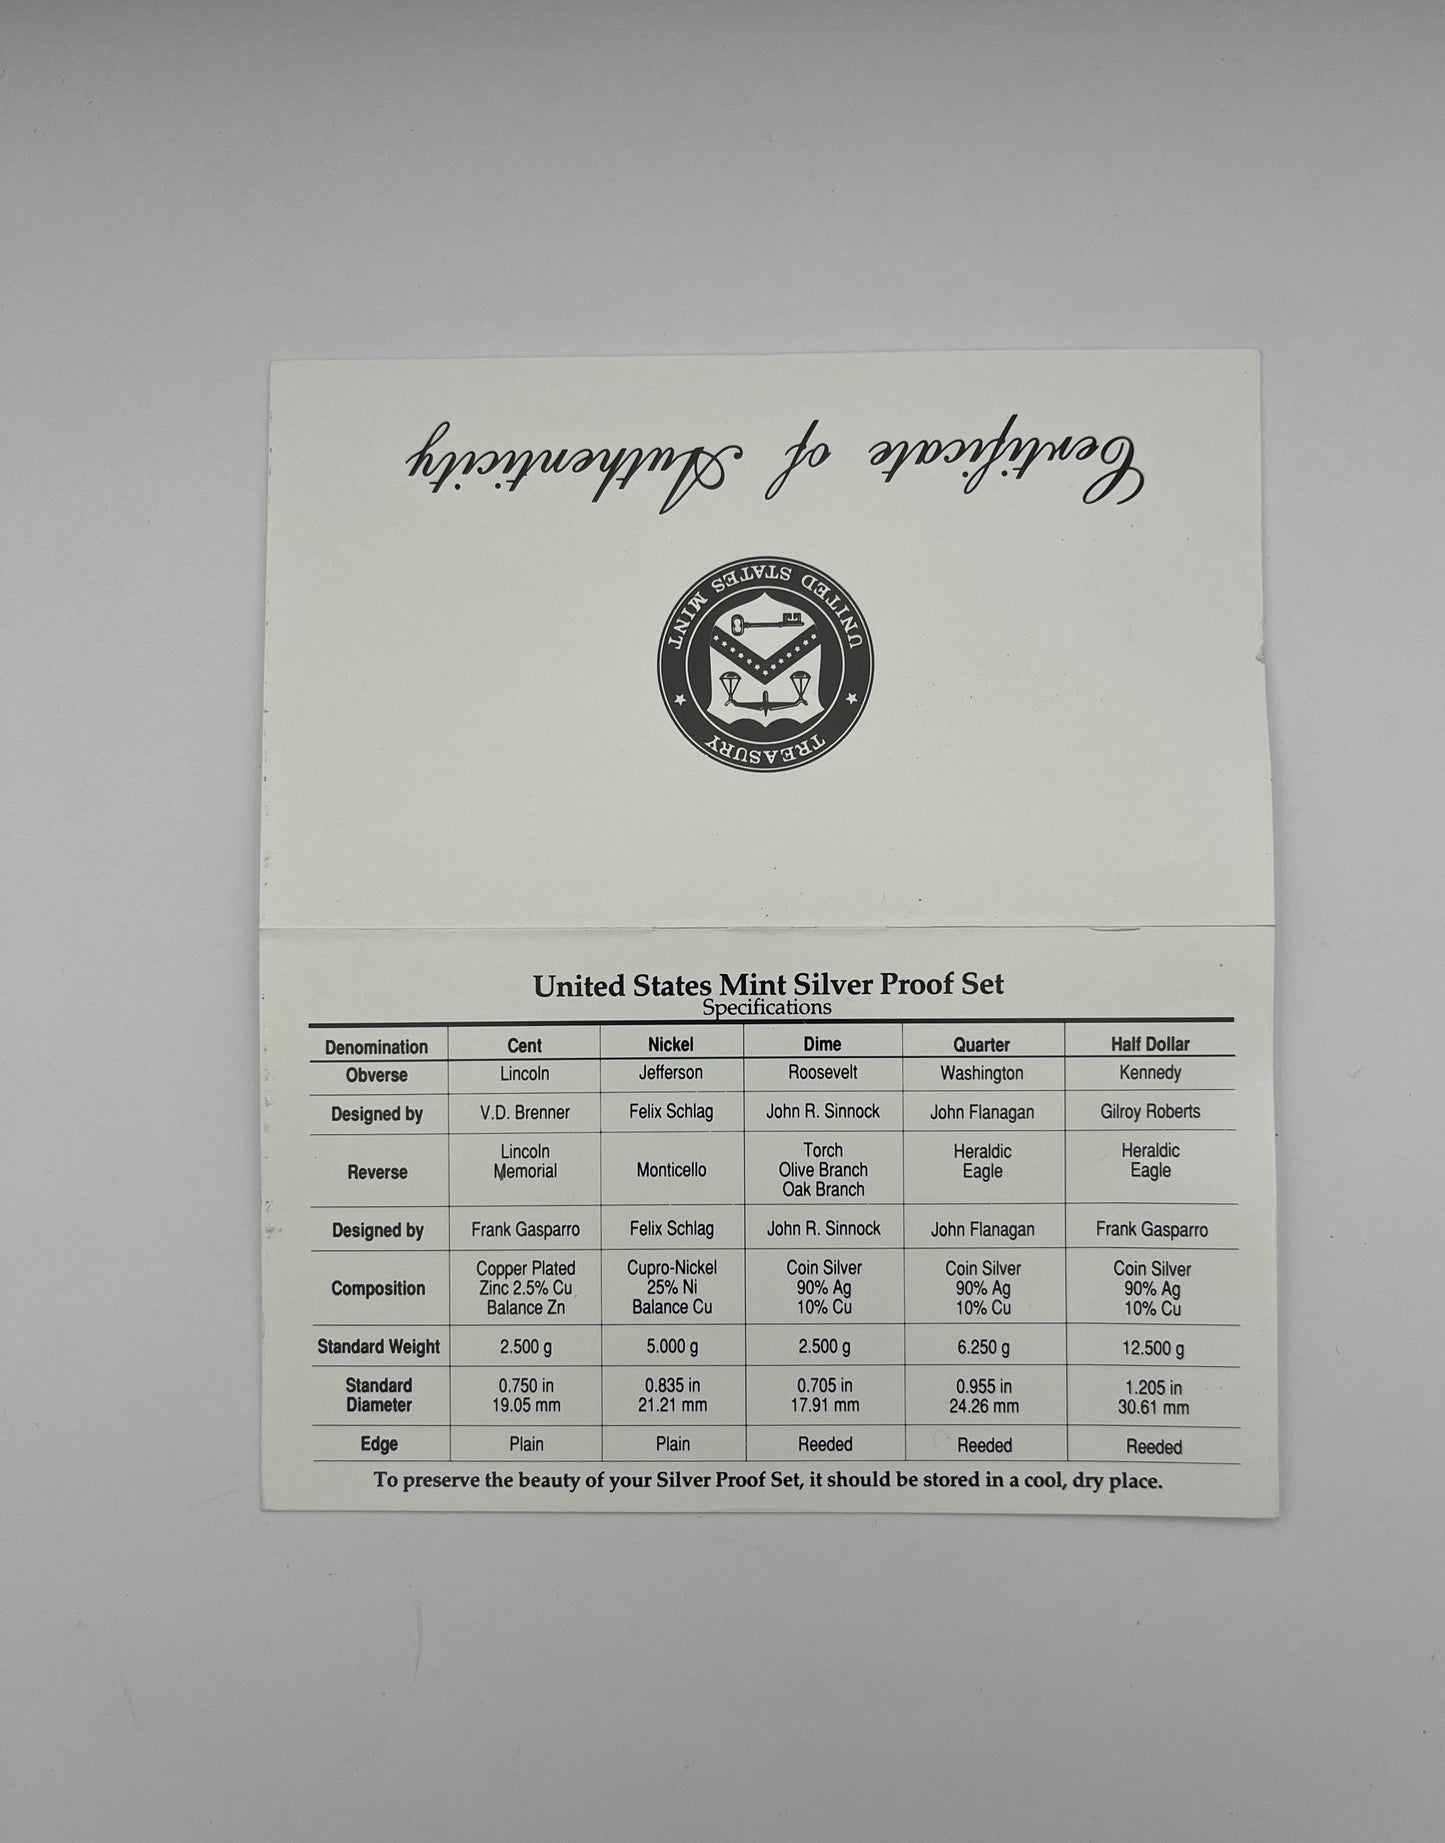 Certificate of Authenticity
UNITED STATES MINT
TREASURY
United States Mint Silver Proof Set
Specifications
Denomination Cent Nickel Dime Quarter Half Dollar
Obverse Lincoln Jefferson Roosevelt Washington Kennedy
Designed by V.D. Brenner Felix Schlag John R. Sinnock John Flanagan Gilroy Roberts
Reverse Lincoln Memorial Monticello Torch Olive Branch Oak Branch Heraldic Eagle Heraldic Eagle
Designed by Frank Gasparro Felix Schlag John R. Sinnock John Flanagan Frank Gasparro
Composition Copper Plated Zinc 2.5% Cu Balance Zn Cupro-Nickel 25% Ni Balance Cu Coin Silver 90% Ag 10% Cu Coin Silver 90% Ag 10% Cu Coin Silver 90% Ag 10% Cu
Standard Weight 2.500 g 5.000 g 2.500 g 6.250 g 12.500 g
Standard Diameter 0.750 in 19.05 mm 0.835 in 21.21 mm 0.705 in 17.91 mm 0.955 in 24.26 mm 1.205 in 30.61 mm
Edge Plain Plain Reeded Reeded Reeded
To preserve the beauty of your Silver Proof Set, it should be stored in a cool, dry place.